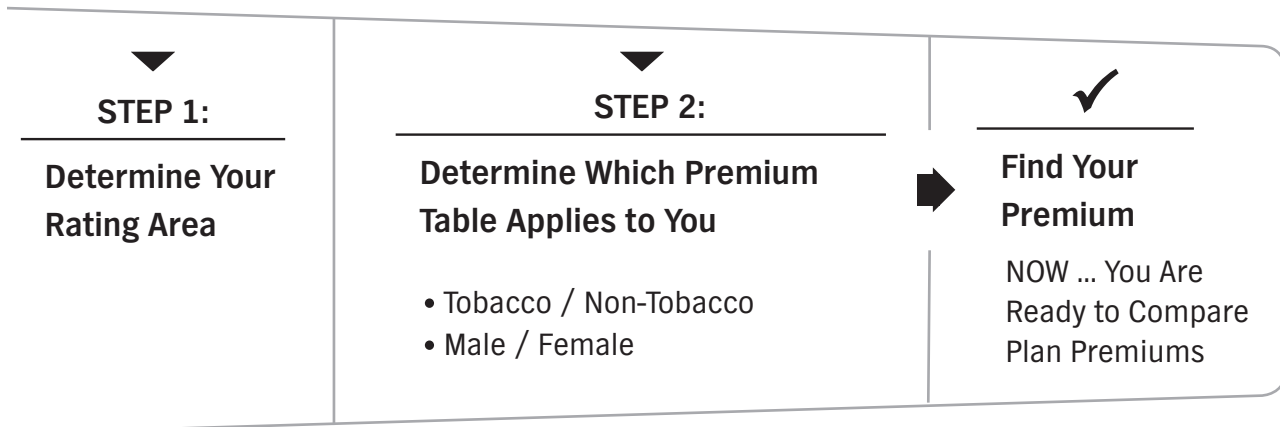 STEP 1:
Determine Your
Rating Area
STEP 2:
Determine Which Premium
Table Applies to You
• Tobacco / Non-Tobacco
• Male / Female
Find Your
Premium
NOW ... You Are
Ready to Compare
Plan Premiums